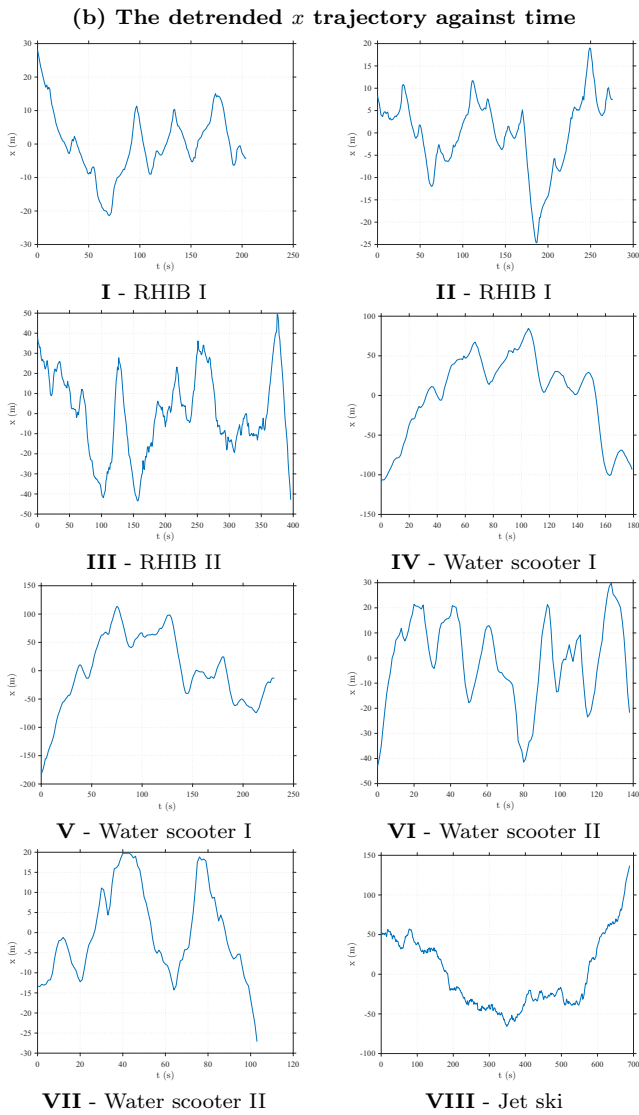 (b) The detrended x trajectory against time
30
20
10
0
-10
-20
-30
x (m)
0 50 100 150 200 250
t (s)
I - RHIB I
20
15
10
5
0
-5
-10
-15
-20
-25
x (m)
0 50 100 150 200 250 300
t (s)
II - RHIB I
50
40
30
20
10
0
-10
-20
-30
-40
-50
x (m)
0 50 100 150 200 250 300 350 400
t (s)
III - RHIB II
100
50
0
-50
-100
-150
x (m)
0 20 40 60 80 100 120 140 160 180
t (s)
IV - Water scooter I
150
100
50
0
-50
-100
-150
-200
x (m)
0 50 100 150 200 250
t (s)
V - Water scooter I
30
20
10
0
-10
-20
-30
-40
-50
x (m)
0 20 40 60 80 100 120 140
t (s)
VI - Water scooter II
20
15
10
5
0
-5
-10
-15
-20
-25
-30
x (m)
0 20 40 60 80 100 120
t (s)
VII - Water scooter II
150
100
50
0
-50
-100
x (m)
0 100 200 300 400 500 600 700
t (s)
VIII - Jet ski